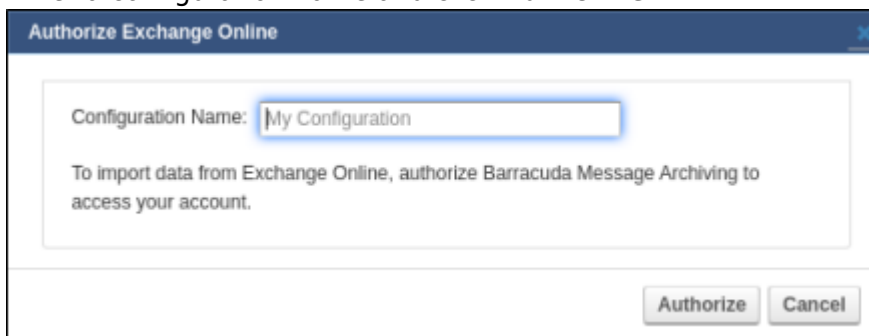 Authorize Exchange Online
Configuration Name: My Configuration
To import data from Exchange Online, authorize Barracuda Message Archiving to
access your account.
Authorize Cancel